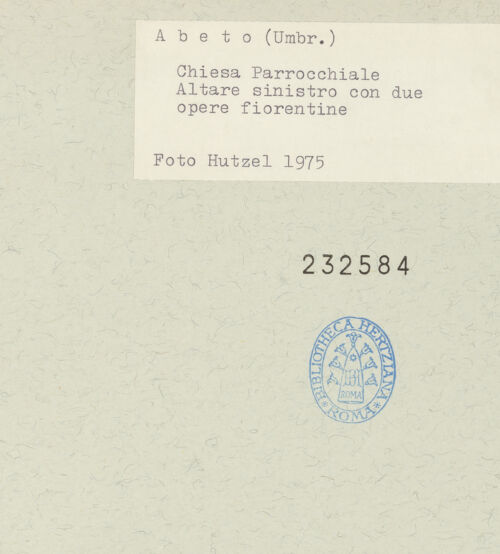 A b e t o (Umbr.)
Chiesa Parrocchiale
Altare sinistro con due
opere fiorentine
Foto Hutzel 1975
232584
BIBLIOTHECA HERTZIANA
ROMA
*ROMA*